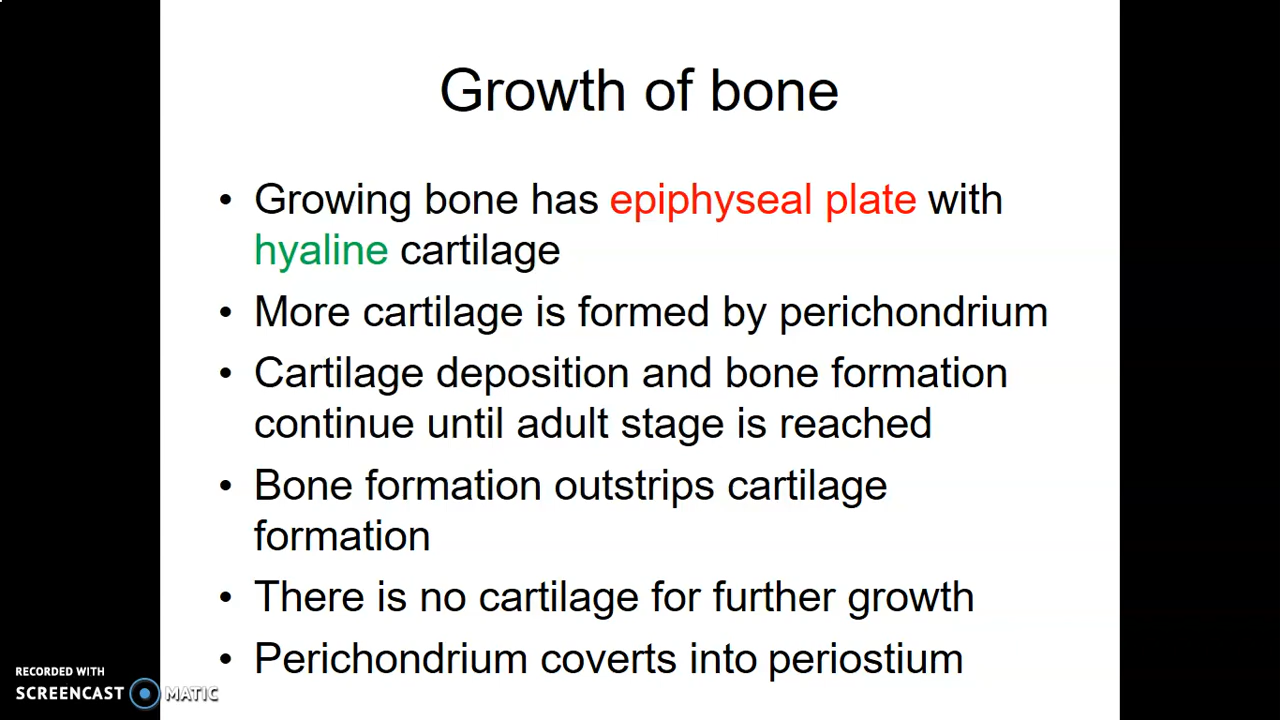 Growth of bone
• Growing bone has epiphyseal plate with
hyaline cartilage
• More cartilage is formed by perichondrium
• Cartilage deposition and bone formation
continue until adult stage is reached
• Bone formation outstrips cartilage
formation
• There is no cartilage for further growth
• Perichondrium coverts into periostium
RECORDED WITH
SCREENCAST MATIC